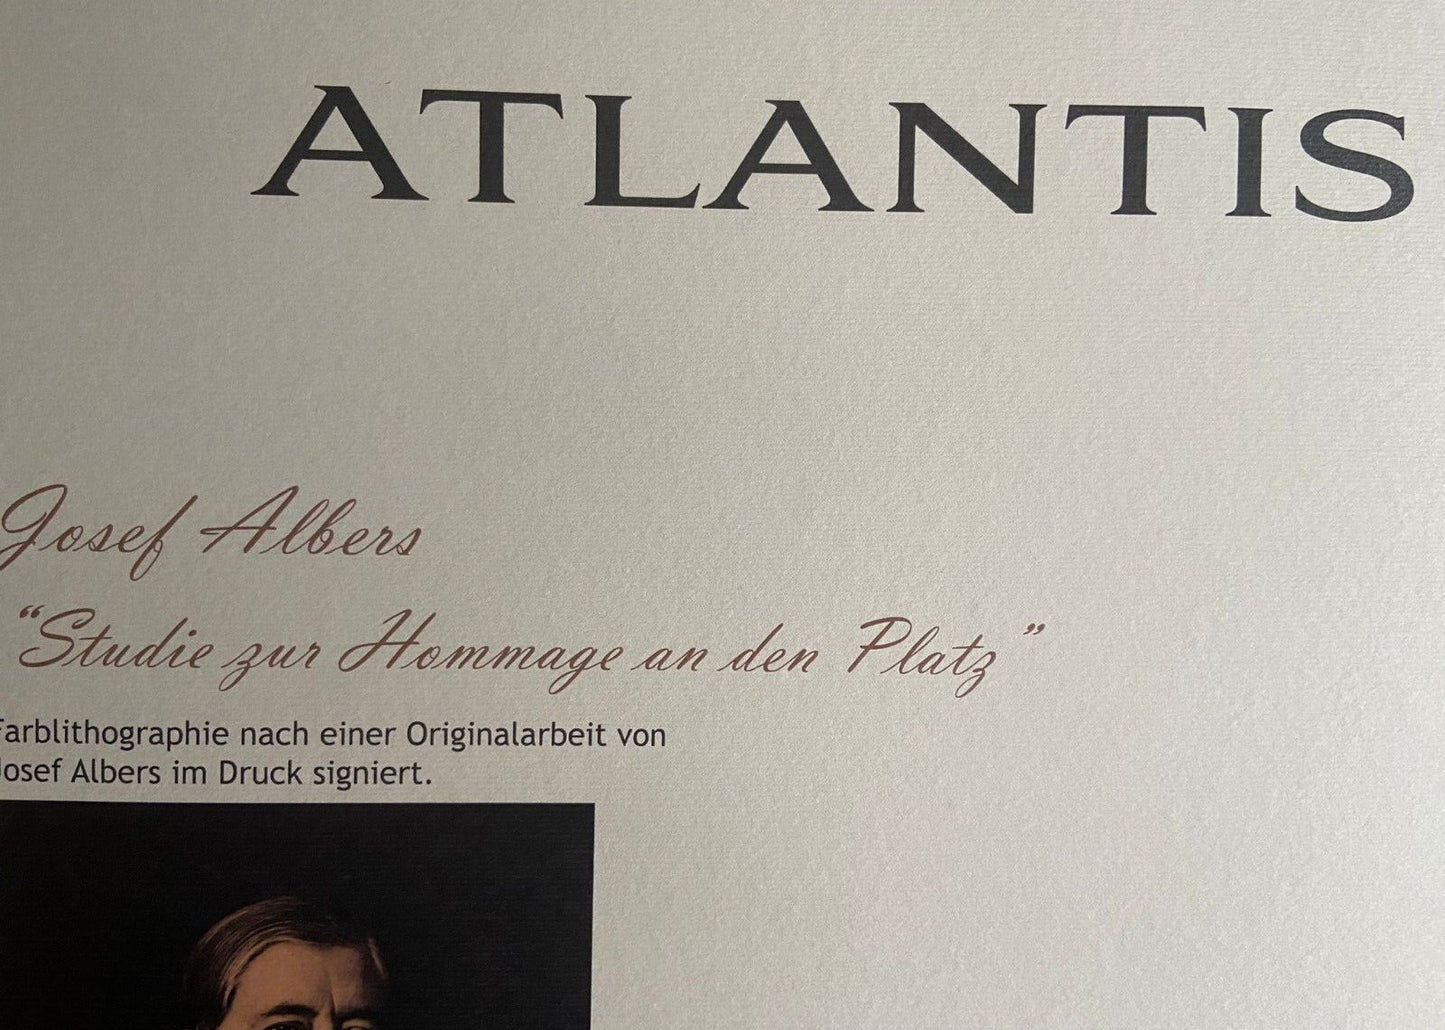 ATLANTIS
Josef Albers
“Studie zur Hommage an den Platz”
Farblithographie nach einer Originalarbeit von
Josef Albers im Druck signiert.